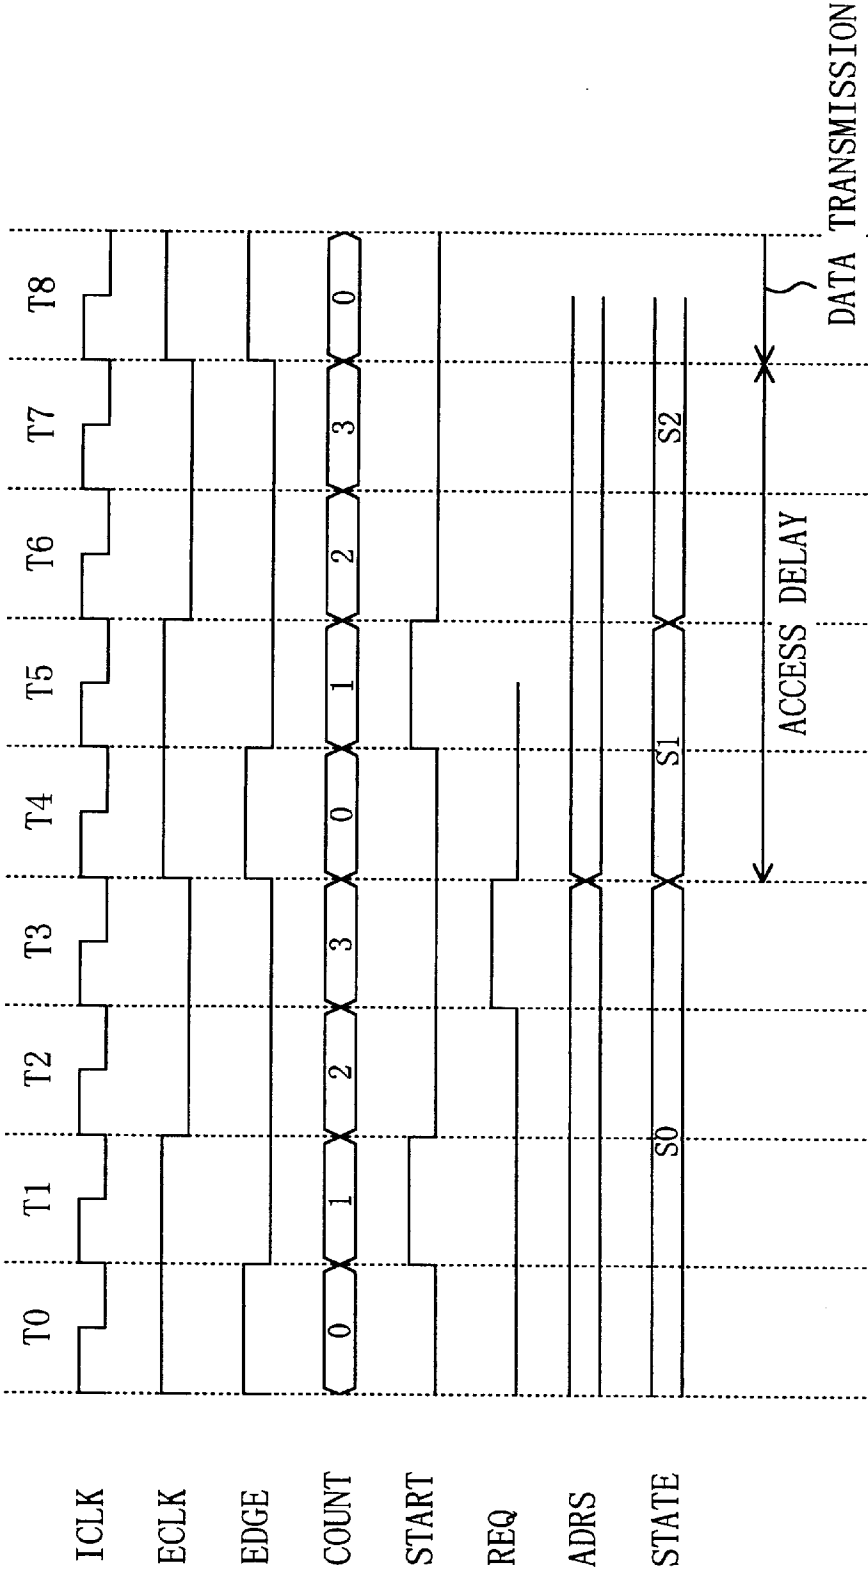 T0 T1 T2 T3 T4 T5 T6 T7 T8
ICLK
ECLK
EDGE
COUNT 0 1 2 3 0 1 2 3 0
START
REQ
ADRS
STATE S0 S1 S2
ACCESS DELAY
DATA TRANSMISSION